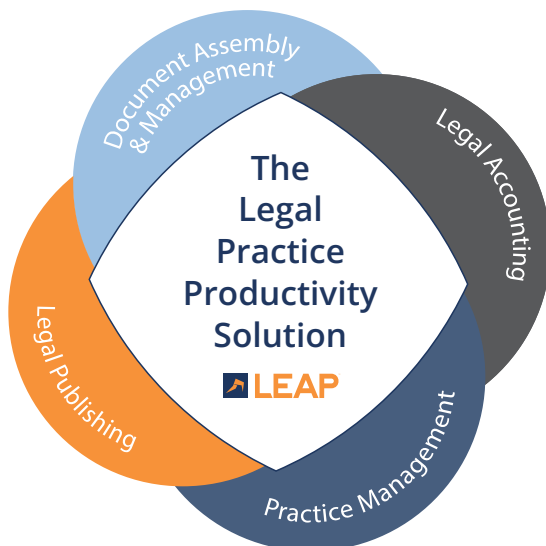 Document Assembly
& Management
Legal Accounting
The
Legal
Practice
Productivity
Solution
LEAP
Legal Publishing
Practice Management